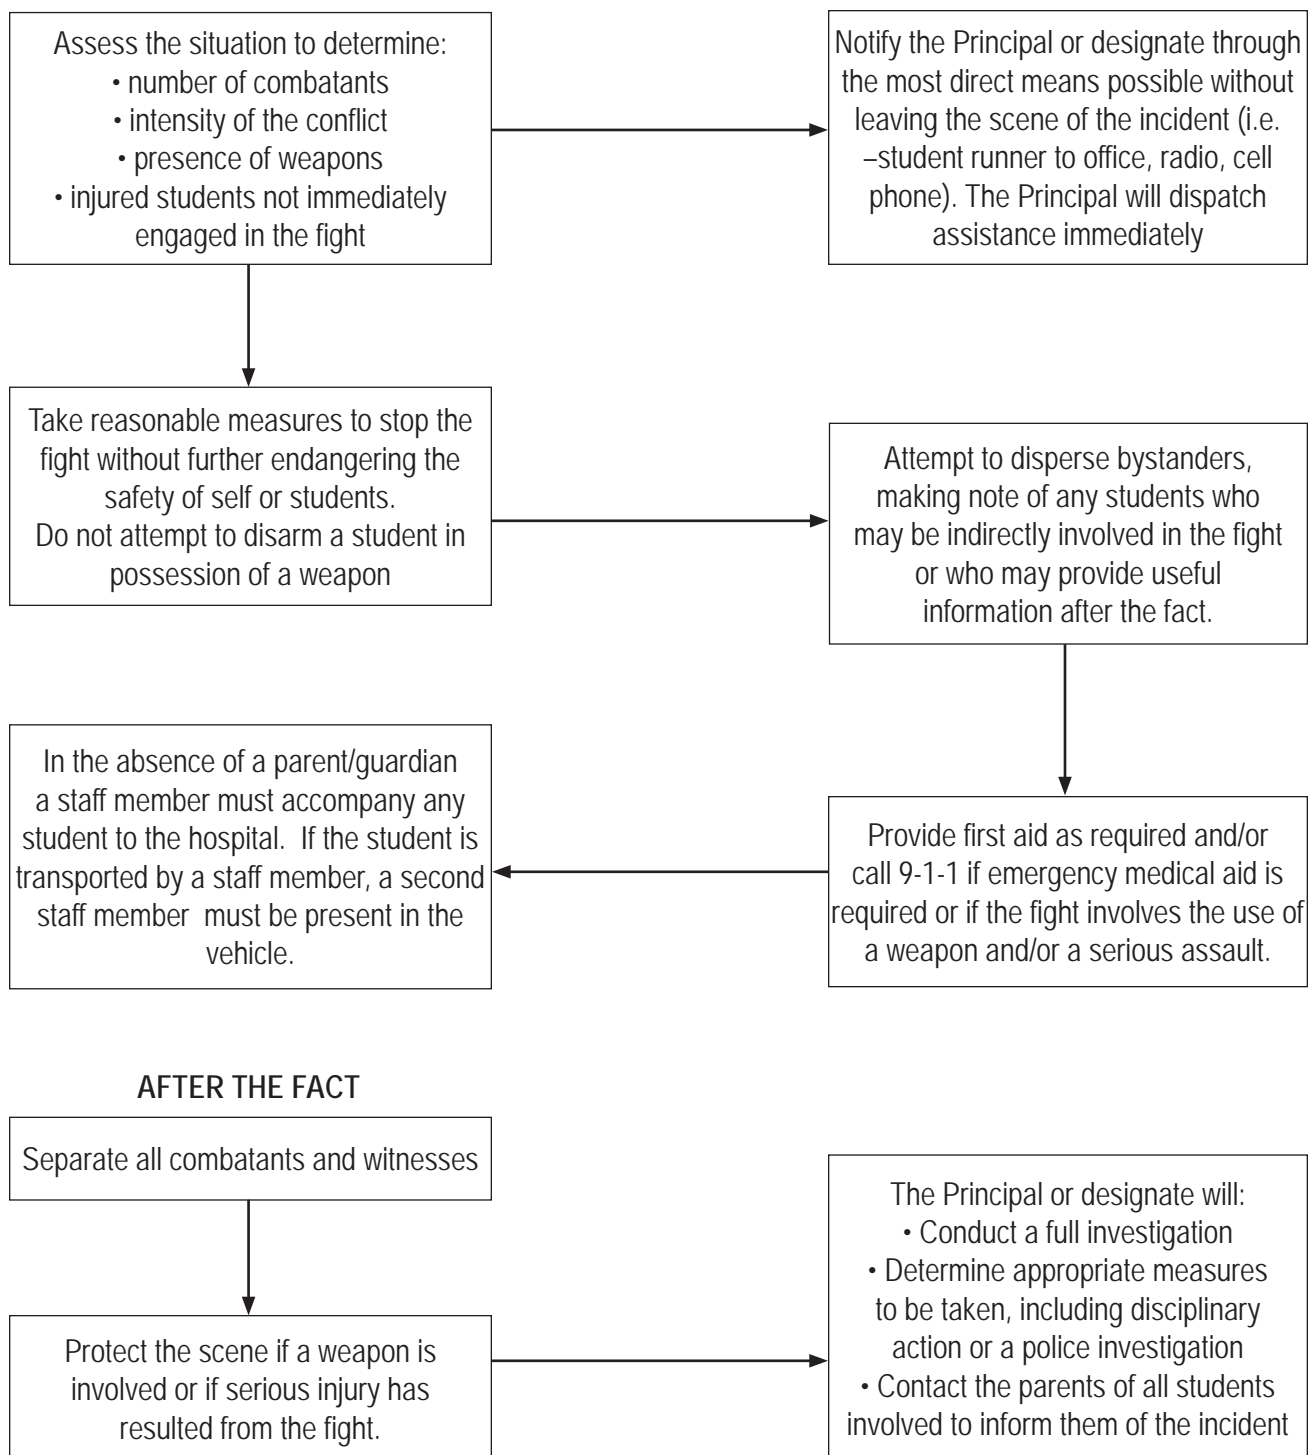 Assess the situation to determine:
• number of combatants
• intensity of the conflict
• presence of weapons
• injured students not immediately
engaged in the fight
Notify the Principal or designate through
the most direct means possible without
leaving the scene of the incident (i.e.
–student runner to office, radio, cell
phone). The Principal will dispatch
assistance immediately
Take reasonable measures to stop the
fight without further endangering the
safety of self or students.
Do not attempt to disarm a student in
possession of a weapon
Attempt to disperse bystanders,
making note of any students who
may be indirectly involved in the fight
or who may provide useful
information after the fact.
Provide first aid as required and/or
call 9-1-1 if emergency medical aid is
required or if the fight involves the use of
a weapon and/or a serious assault.
In the absence of a parent/guardian
a staff member must accompany any
student to the hospital. If the student is
transported by a staff member, a second
staff member must be present in the
vehicle.
AFTER THE FACT
Separate all combatants and witnesses
Protect the scene if a weapon is
involved or if serious injury has
resulted from the fight.
The Principal or designate will:
• Conduct a full investigation
• Determine appropriate measures
to be taken, including disciplinary
action or a police investigation
• Contact the parents of all students
involved to inform them of the incident